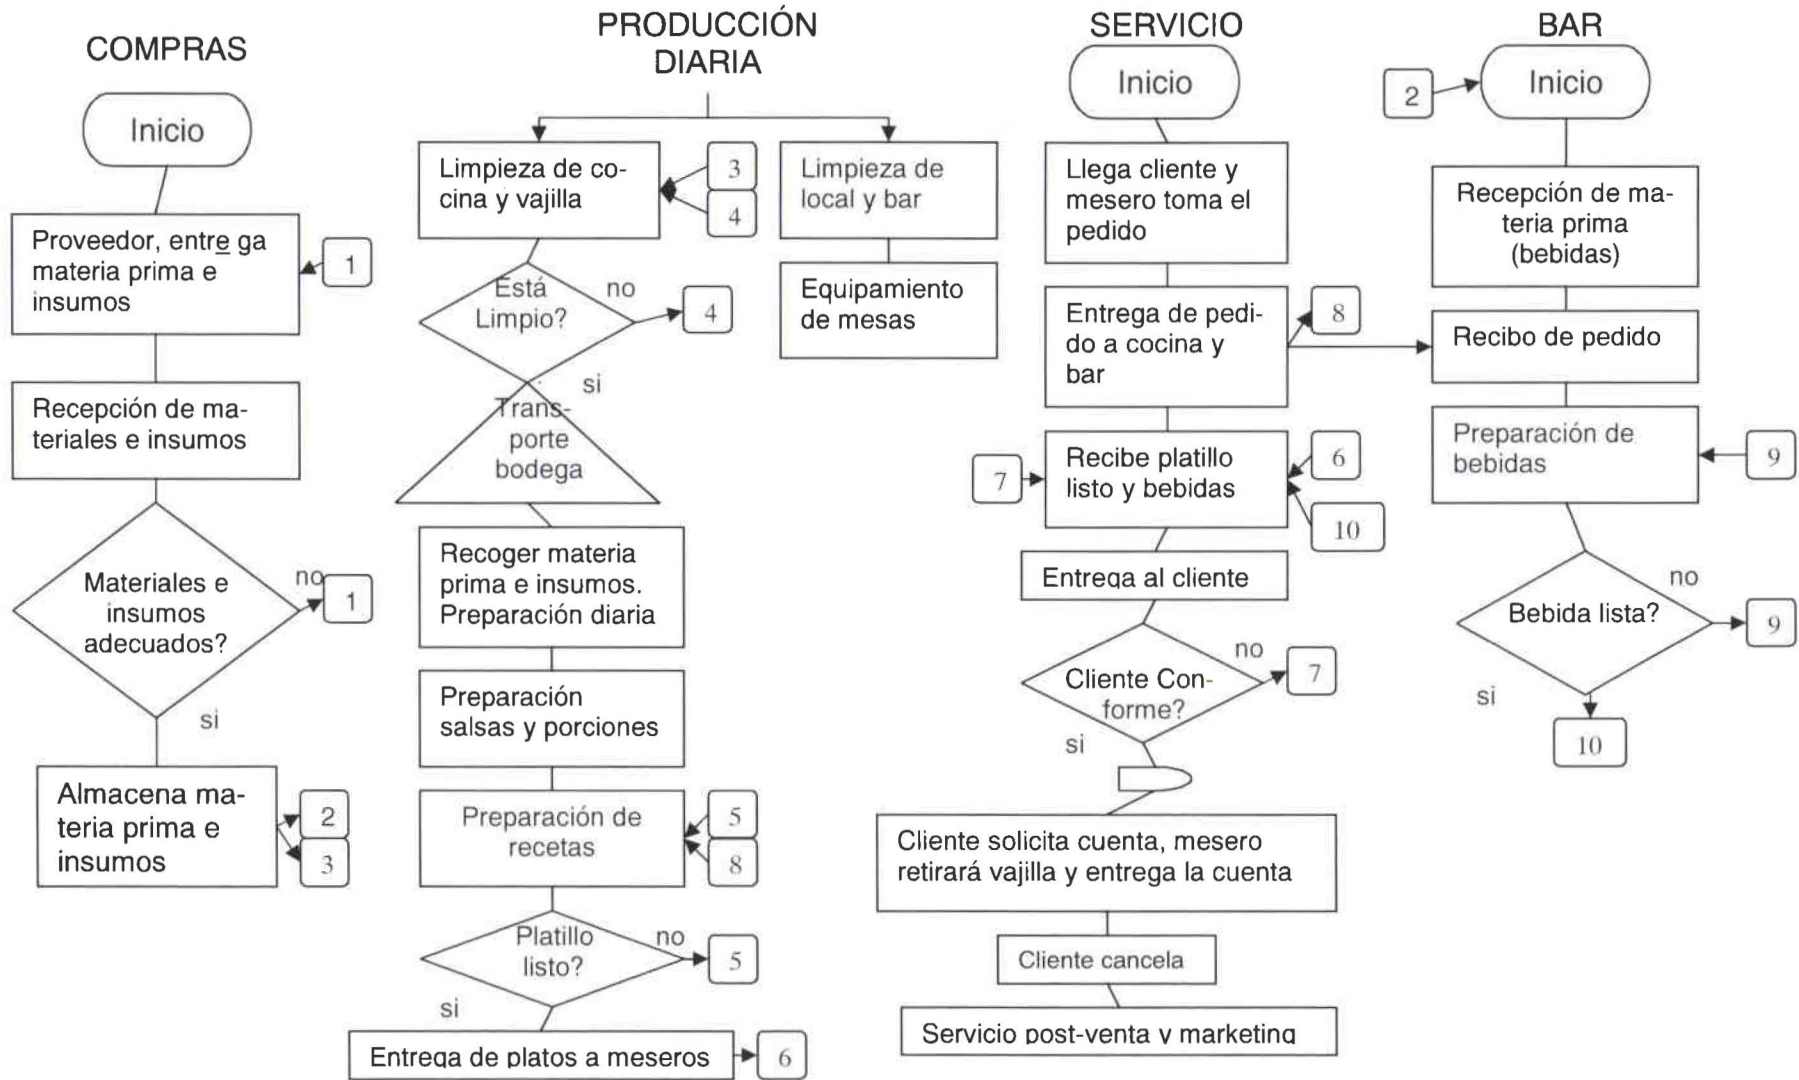 COMPRAS
Inicio
Proveedor, entre ga
materia prima e
insumos
1
Recepción de ma-
teriales e insumos
Materiales e
insumos
adecuados?
no
1
si
Almacena ma-
teria prima e
insumos
2
3
PRODUCCIÓN
DIARIA
Limpieza de co-
cina y vajilla
3
4
Está
Limpio?
no
4
si
Trans-
porte
bodega
Recoger materia
prima e insumos.
Preparación diaria
Preparación
salsas y porciones
Preparación de
recetas
5
8
Platillo
listo?
no
5
si
Entrega de platos a meseros
6
Limpieza de
local y bar
Equipamiento
de mesas
SERVICIO
Inicio
Llega cliente y
mesero toma el
pedido
Entrega de pedi-
do a cocina y
bar
8
7
Recibe platillo
listo y bebidas
6
10
Entrega al cliente
Cliente Con-
forme?
no
7
si
Cliente solicita cuenta, mesero
retirará vajilla y entrega la cuenta
Cliente cancela
Servicio post-venta y marketing
BAR
2
Inicio
Recepción de ma-
teria prima
(bebidas)
Recibo de pedido
Preparación de
bebidas
9
Bebida lista?
no
9
si
10